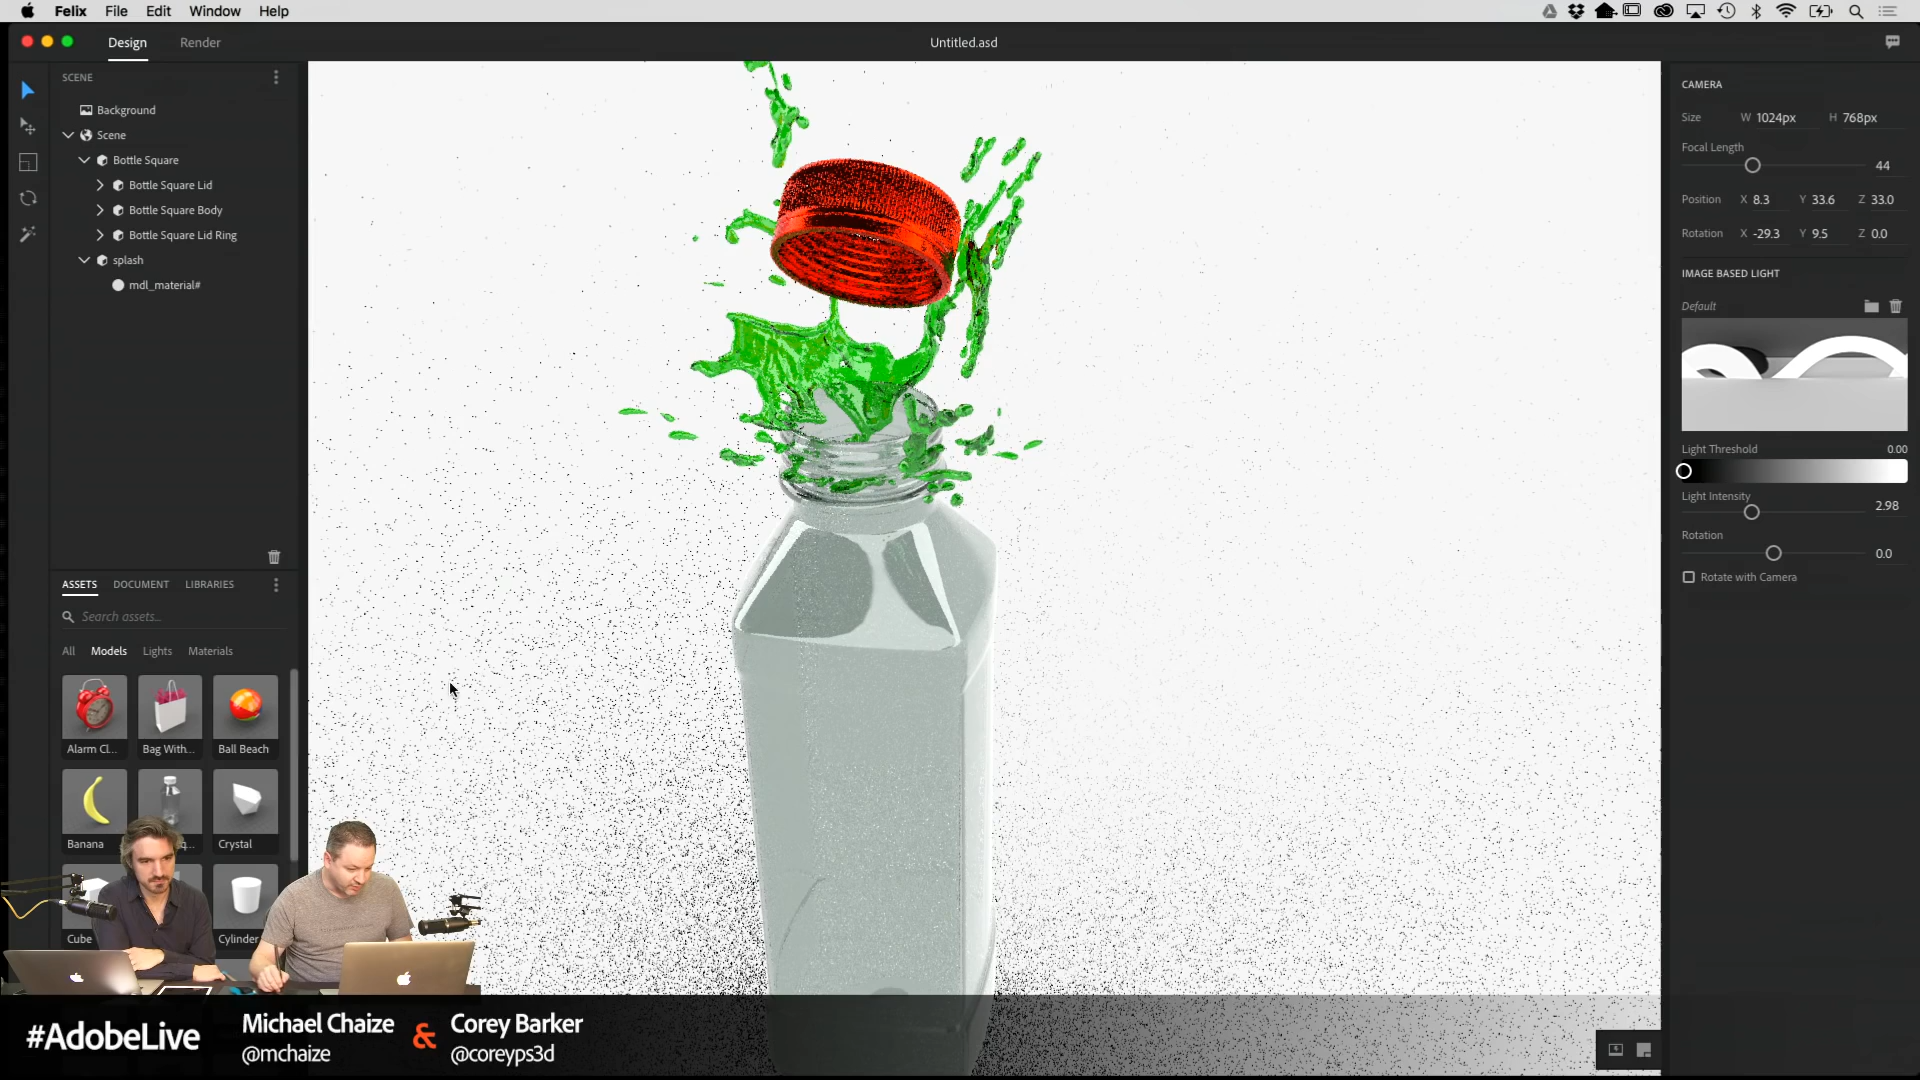 Felix File Edit Window Help
Design Render Untitled.asd
SCENE
Background
Scene
Bottle Square
Bottle Square Lid
Bottle Square Body
Bottle Square Lid Ring
splash
mdl_material#
ASSETS DOCUMENT LIBRARIES
Search assets...
All Models Lights Materials
Alarm Cl... Bag With... Ball Beach
Banana Crystal
Cube Cylinder
CAMERA
Size W 1024px H 768px
Focal Length
44
Position X 8.3 Y 33.6 Z 33.0
Rotation X -29.3 Y 9.5 Z 0.0
IMAGE BASED LIGHT
Default
Light Threshold 0.00
Light Intensity
2.98
Rotation
0.0
Rotate with Camera
#AdobeLive
Michael Chaize & Corey Barker
@mchaize @coreyps3d